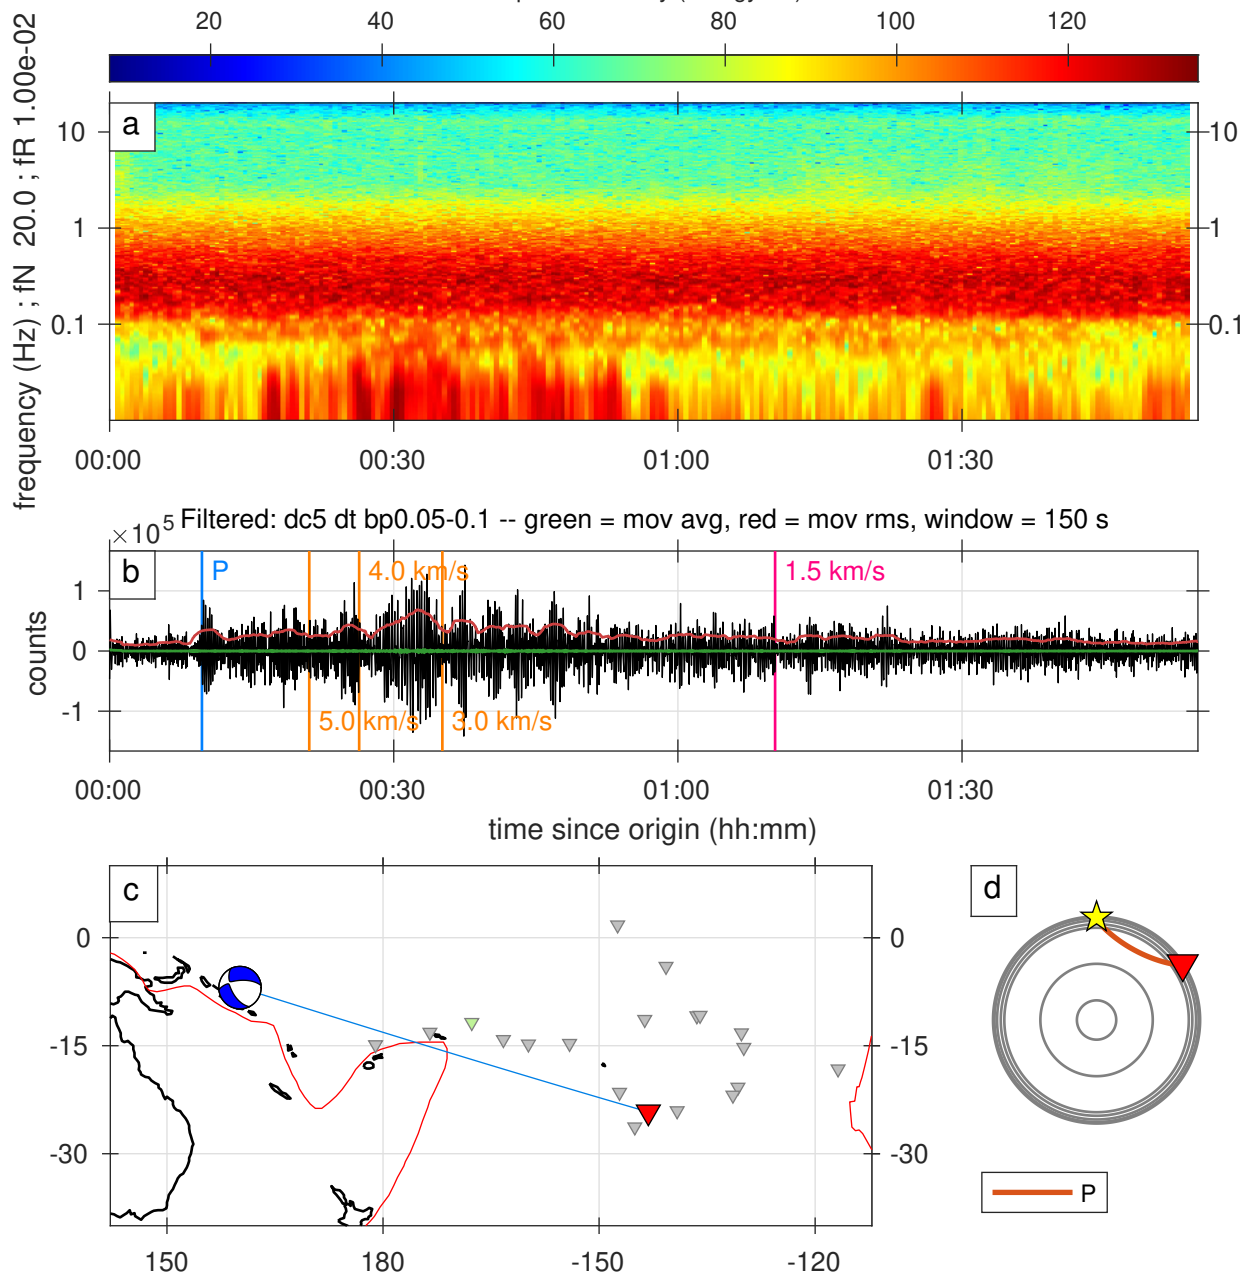 20 40 60 80 100 120
frequency (Hz) ; fN 20.0 ; fR 1.00e-02
a
10 10
1 1
0.1 0.1
00:00 00:30 01:00 01:30
×10^5 Filtered: dc5 dt bp0.05-0.1 -- green = mov avg, red = mov rms, window = 150 s
b
P 4.0 km/s 1.5 km/s
counts
1
0
-1
5.0 km/s 3.0 km/s
00:00 00:30 01:00 01:30
time since origin (hh:mm)
c
d
0 0
-15 -15
-30 -30
150 180 -150 -120
P